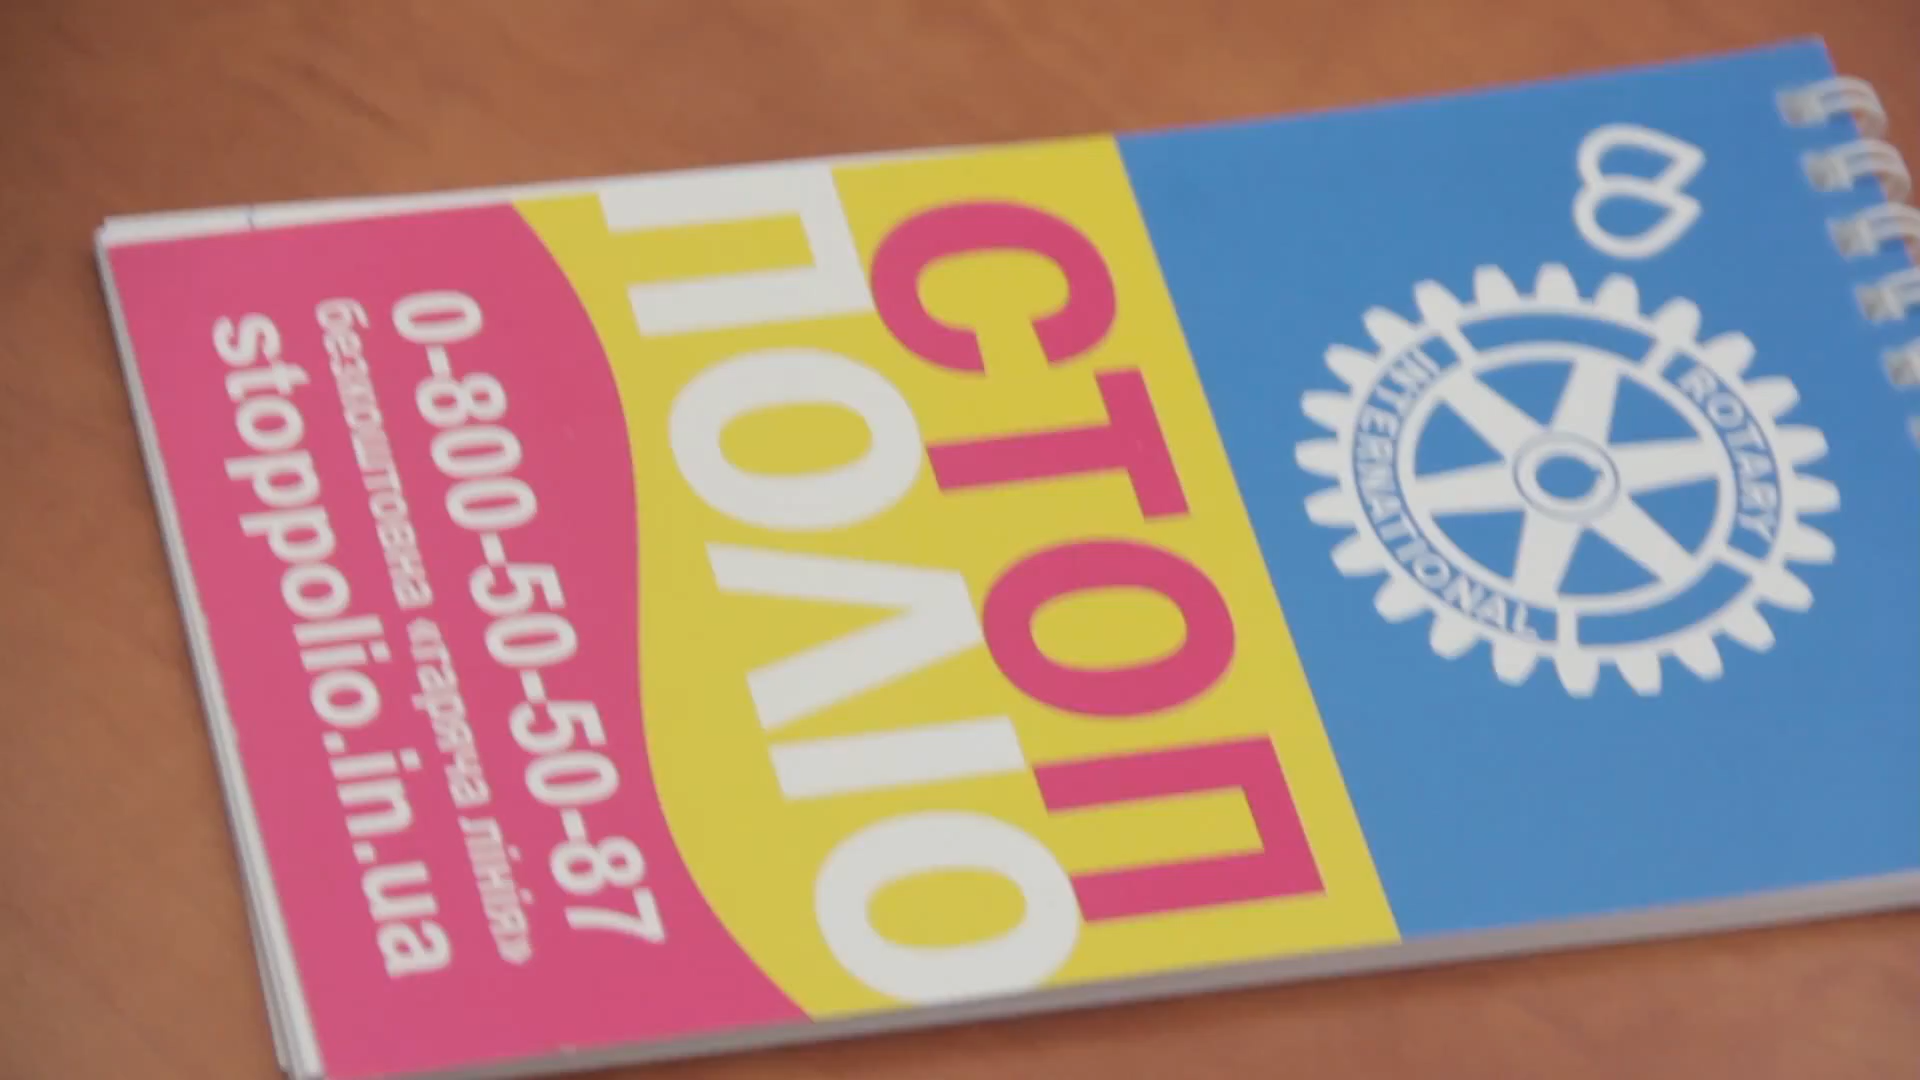 ROTARY
INTERNATIONAL
СТОП
ПОЛІО
0-800-50-50-87
безкоштовна «гаряча лінія»
stoppolio.in.ua